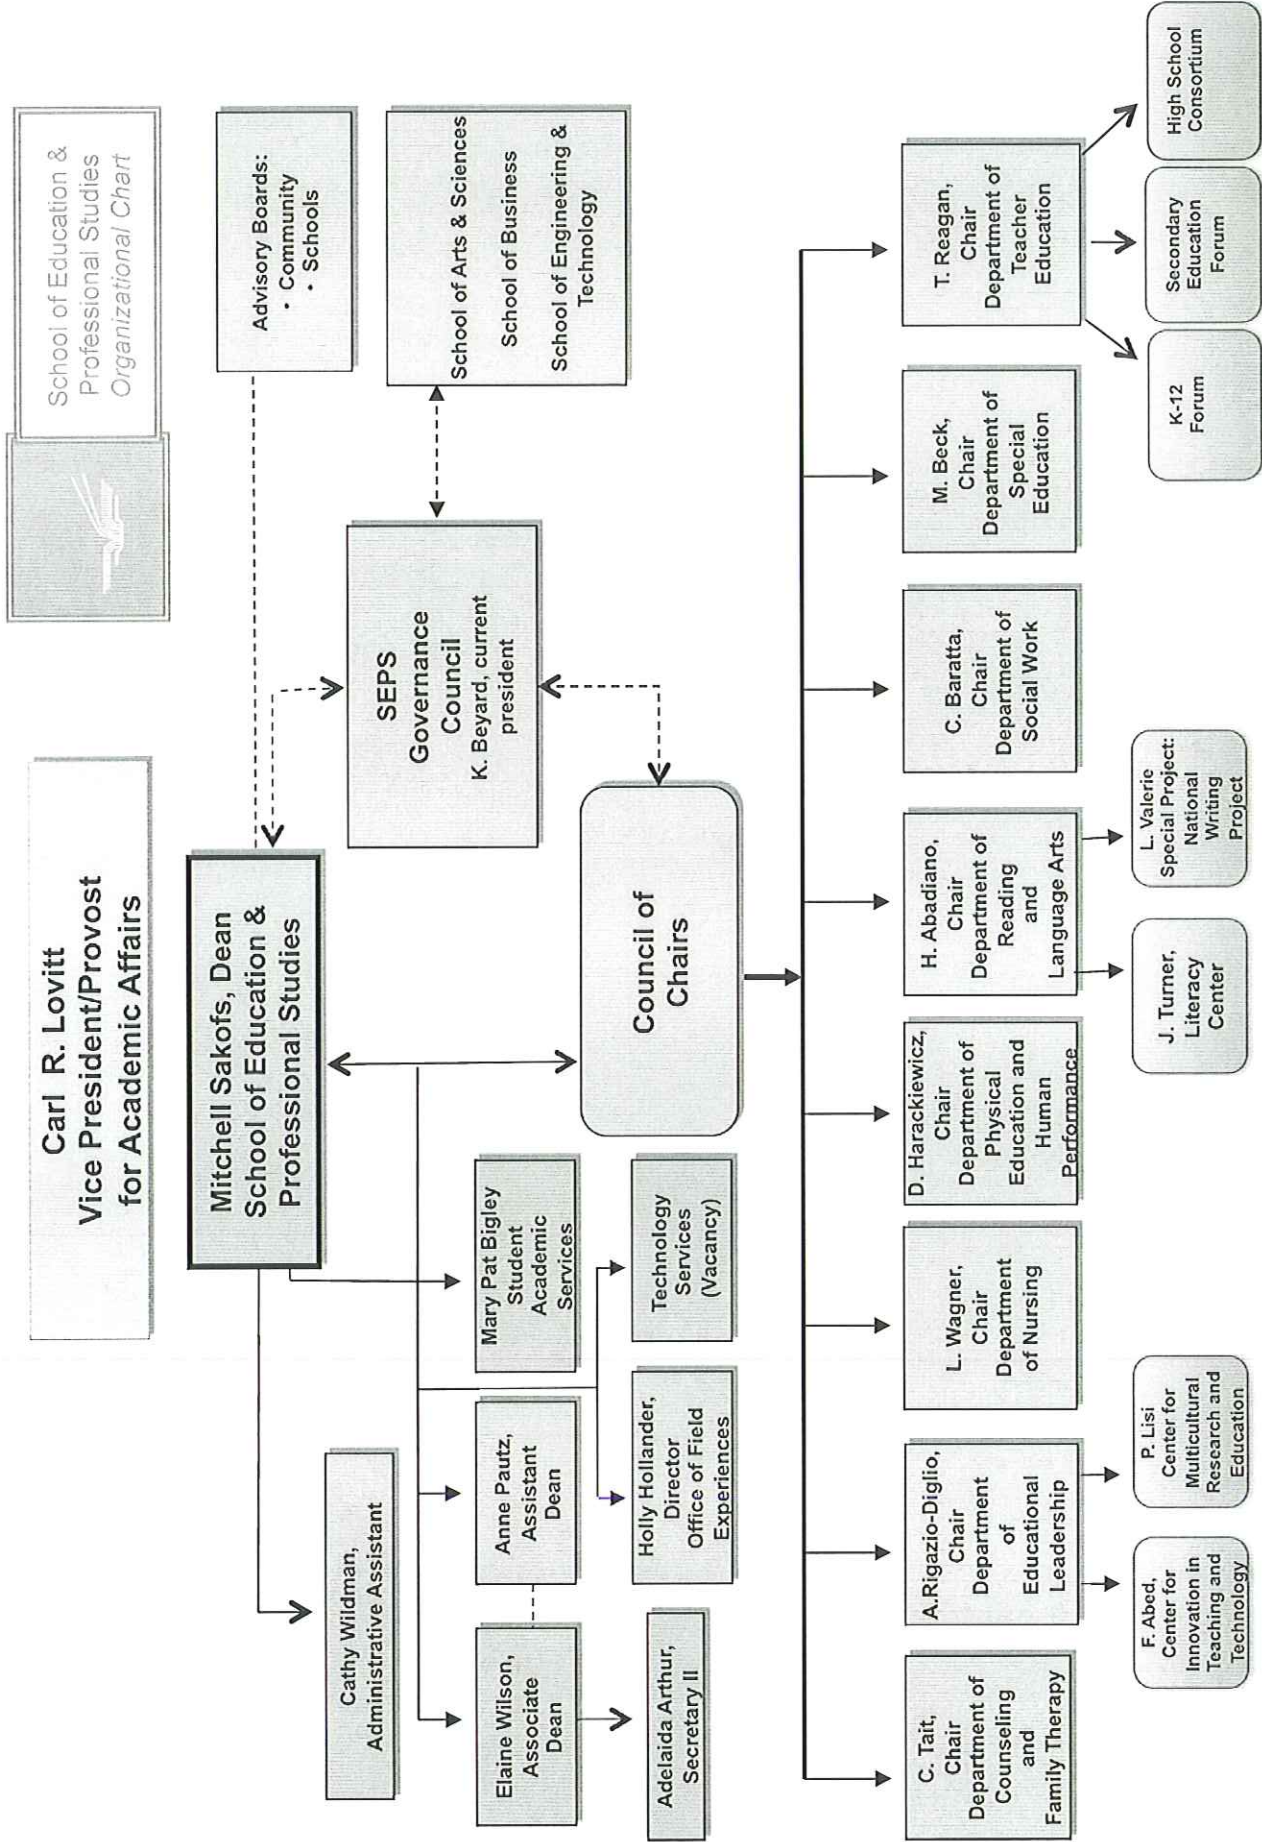 School of Education &
Professional Studies
Organizational Chart
Carl R. Lovitt
Vice President/Provost
for Academic Affairs
Mitchell Sakofs, Dean
School of Education &
Professional Studies
Advisory Boards:
• Community
• Schools
Cathy Wildman,
Administrative Assistant
SEPS
Governance
Council
K. Beyard, current
president
School of Arts & Sciences
School of Business
School of Engineering &
Technology
Elaine Wilson,
Associate
Dean
Anne Pautz,
Assistant
Dean
Mary Pat Bigley
Student
Academic
Services
Adelaida Arthur,
Secretary II
Holly Hollander,
Director
Office of Field
Experiences
Technology
Services
(Vacancy)
Council of
Chairs
C. Tait,
Chair
Department of
Counseling
and
Family Therapy
A.Rigazio-Diglio,
Chair
Department
of
Educational
Leadership
L. Wagner,
Chair
Department
of Nursing
D. Harackiewicz,
Chair
Department of
Physical
Education and
Human
Performance
H. Abadiano,
Chair
Department of
Reading
and
Language Arts
C. Baratta,
Chair
Department of
Social Work
M. Beck,
Chair
Department of
Special
Education
T. Reagan,
Chair
Department of
Teacher
Education
F. Abed,
Center for
Innovation in
Teaching and
Technology
P. Lisi
Center for
Multicultural
Research and
Education
J. Turner,
Literacy
Center
L. Valerie
Special Project:
National
Writing
Project
K-12
Forum
Secondary
Education
Forum
High School
Consortium